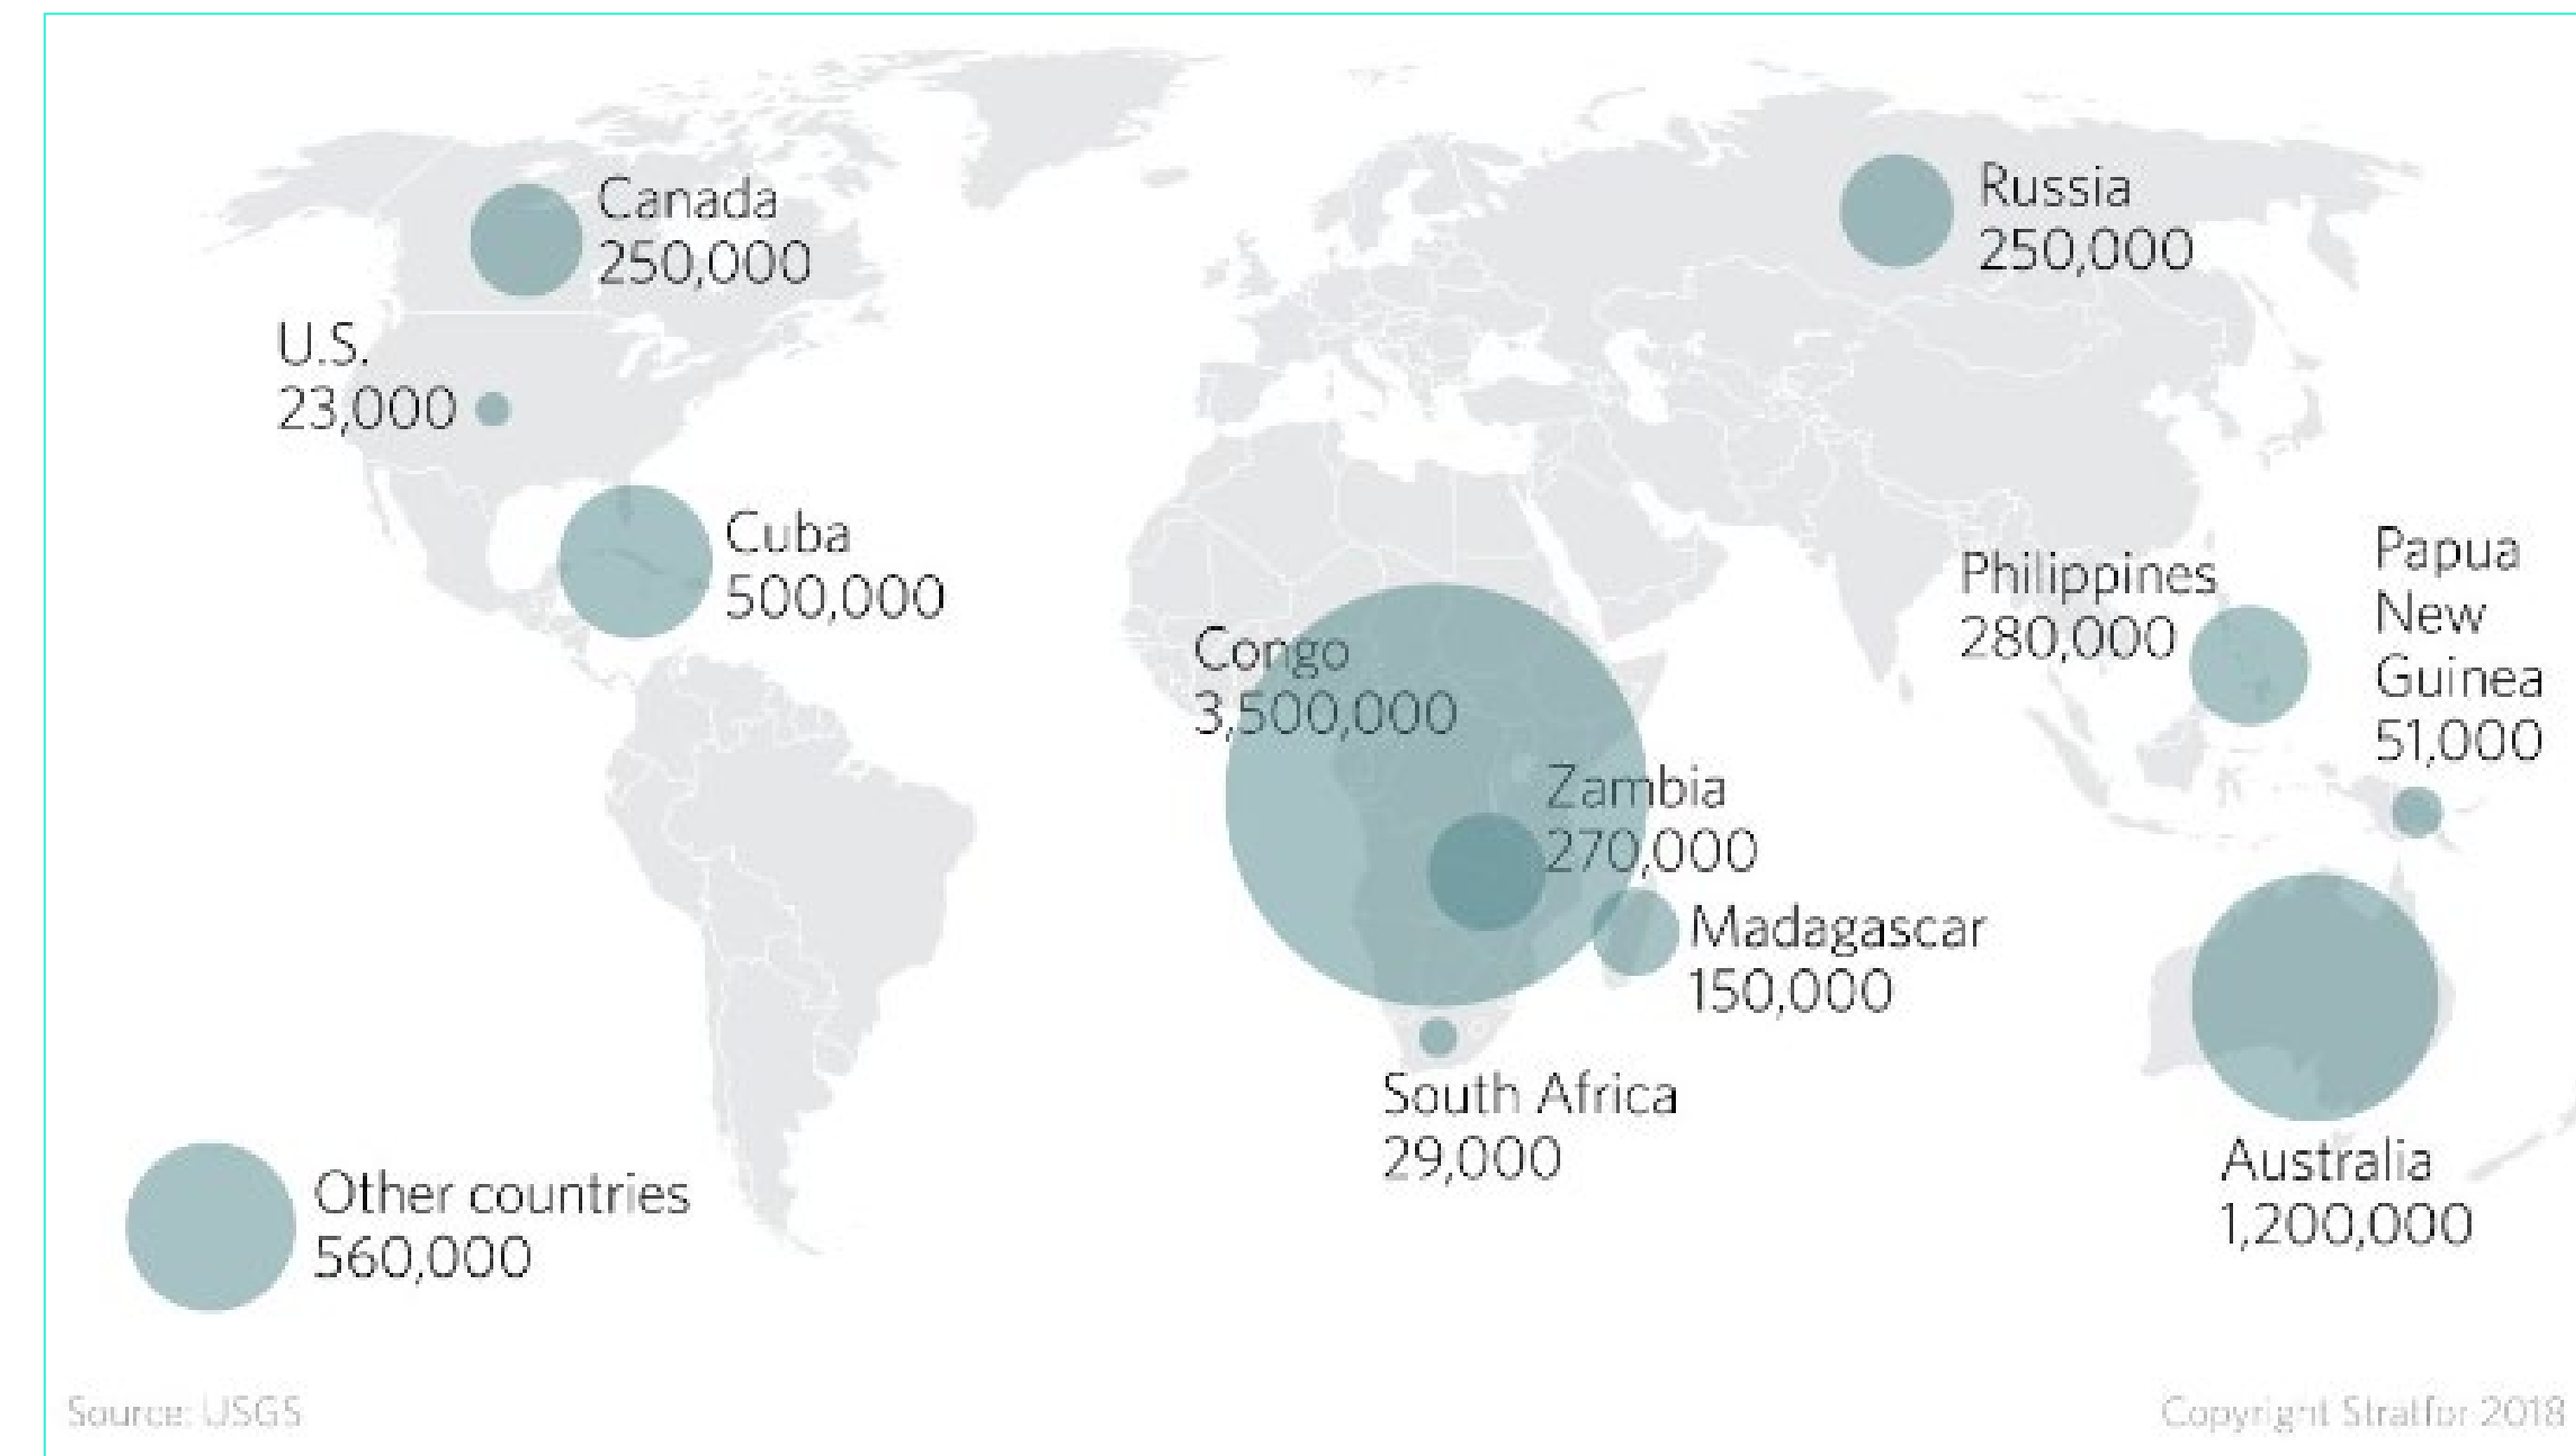 Canada
250,000
Russia
250,000
U.S.
23,000
Cuba
500,000
Philippines
280,000
Papua
New
Guinea
51,000
Congo
3,500,000
Zambia
270,000
Madagascar
150,000
South Africa
29,000
Australia
1,200,000
Other countries
560,000
Source: USGS
Copyright Stratfor 2018